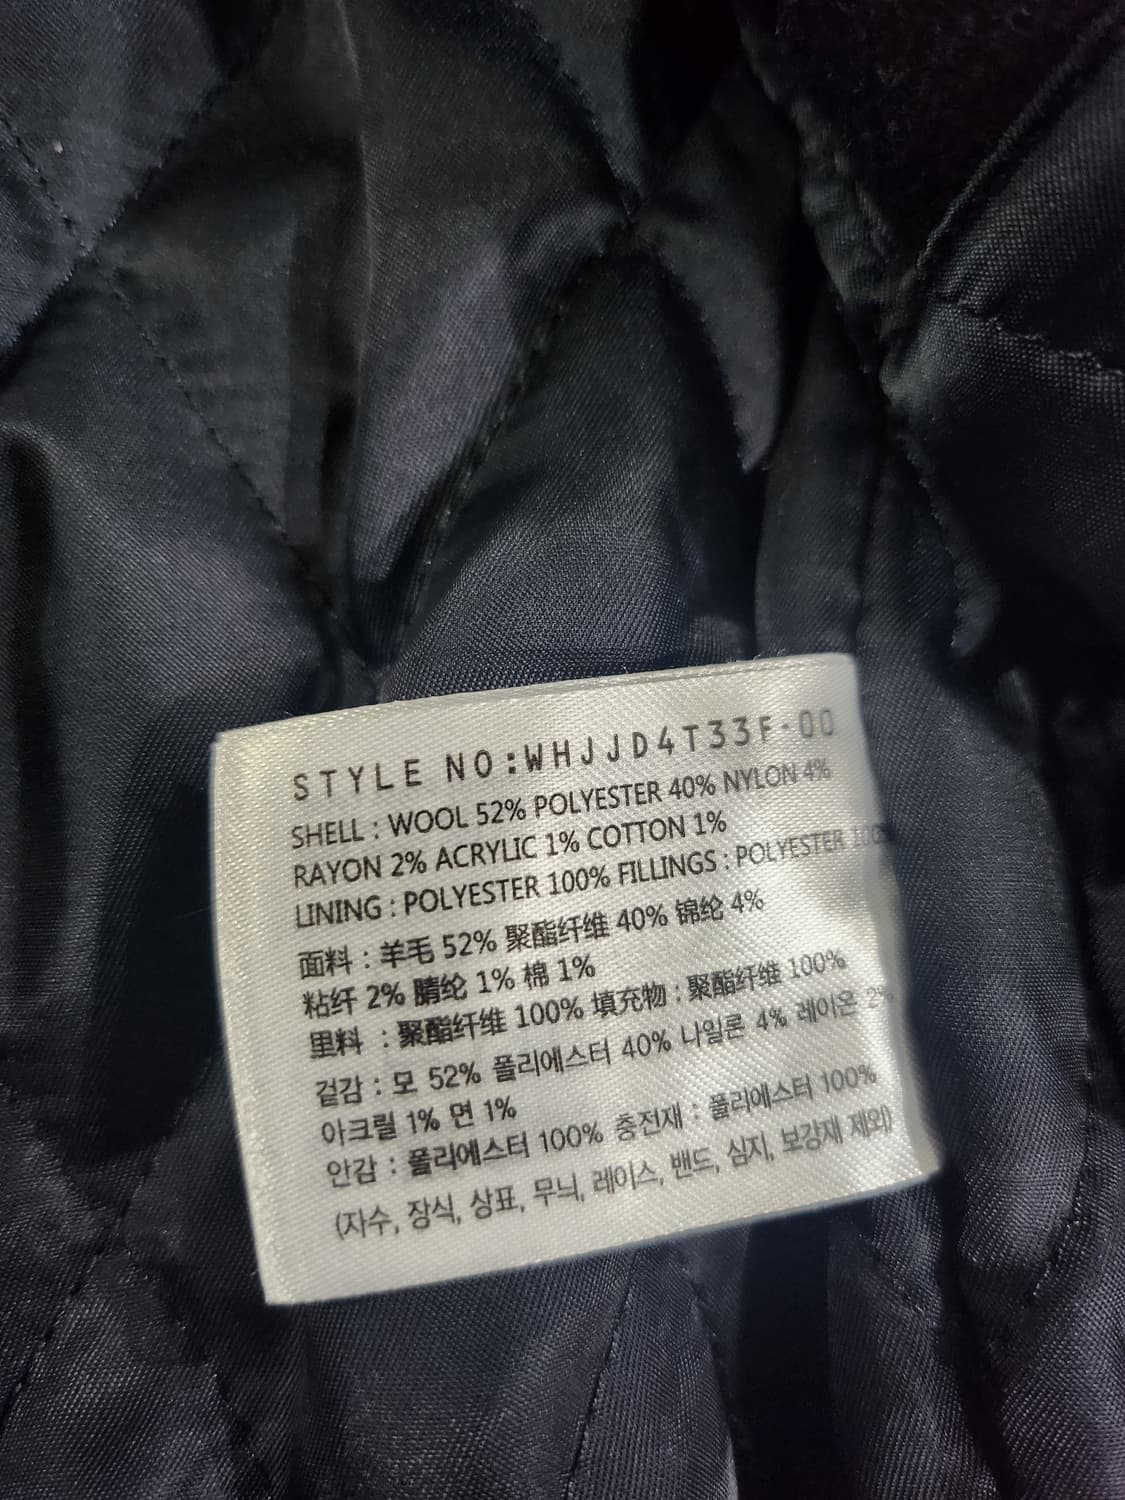 STYLE NO:WHJJD4T33F-00
SHELL : WOOL 52% POLYESTER 40% NYLON 4%
RAYON 2% ACRYLIC 1% COTTON 1%
LINING : POLYESTER 100% FILLINGS : POLYESTER 100%
面料 : 羊毛 52% 聚酯纤维 40% 锦纶 4%
粘纤 2% 腈纶 1% 棉 1%
里料 : 聚酯纤维 100% 填充物 : 聚酯纤维 100%
겉감 : 모 52% 폴리에스터 40% 나일론 4% 레이온 2%
아크릴 1% 면 1%
안감 : 폴리에스터 100% 충전재 : 폴리에스터 100%
(자수, 장식, 상표, 무늬, 레이스, 밴드, 심지, 보강재 제외)